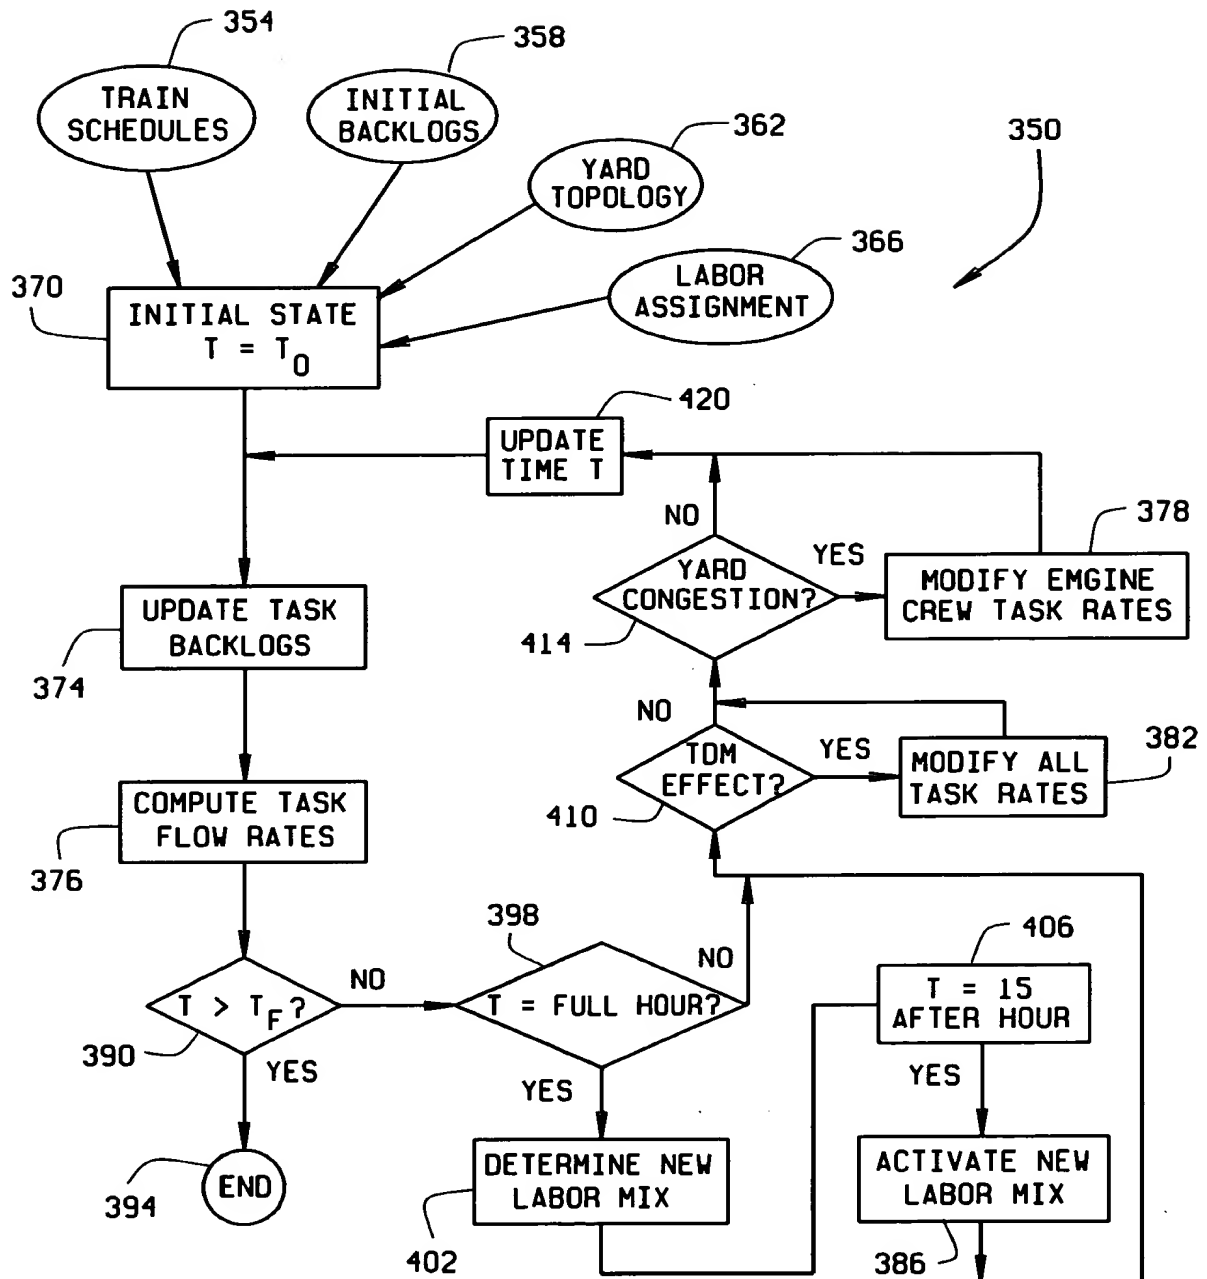 354
358
TRAIN
SCHEDULES
INITIAL
BACKLOGS
362
350
YARD
TOPOLOGY
366
LABOR
ASSIGNMENT
370
INITIAL STATE
T = T0
420
UPDATE
TIME T
NO
378
YES
YARD
CONGESTION?
MODIFY EMGINE
CREW TASK RATES
UPDATE TASK
BACKLOGS
414
374
NO
382
YES
TDM
EFFECT?
MODIFY ALL
TASK RATES
COMPUTE TASK
FLOW RATES
410
376
398
406
NO
NO
T > TF?
T = FULL HOUR?
T = 15
AFTER HOUR
390
YES
YES
YES
394
END
DETERMINE NEW
LABOR MIX
ACTIVATE NEW
LABOR MIX
402
386